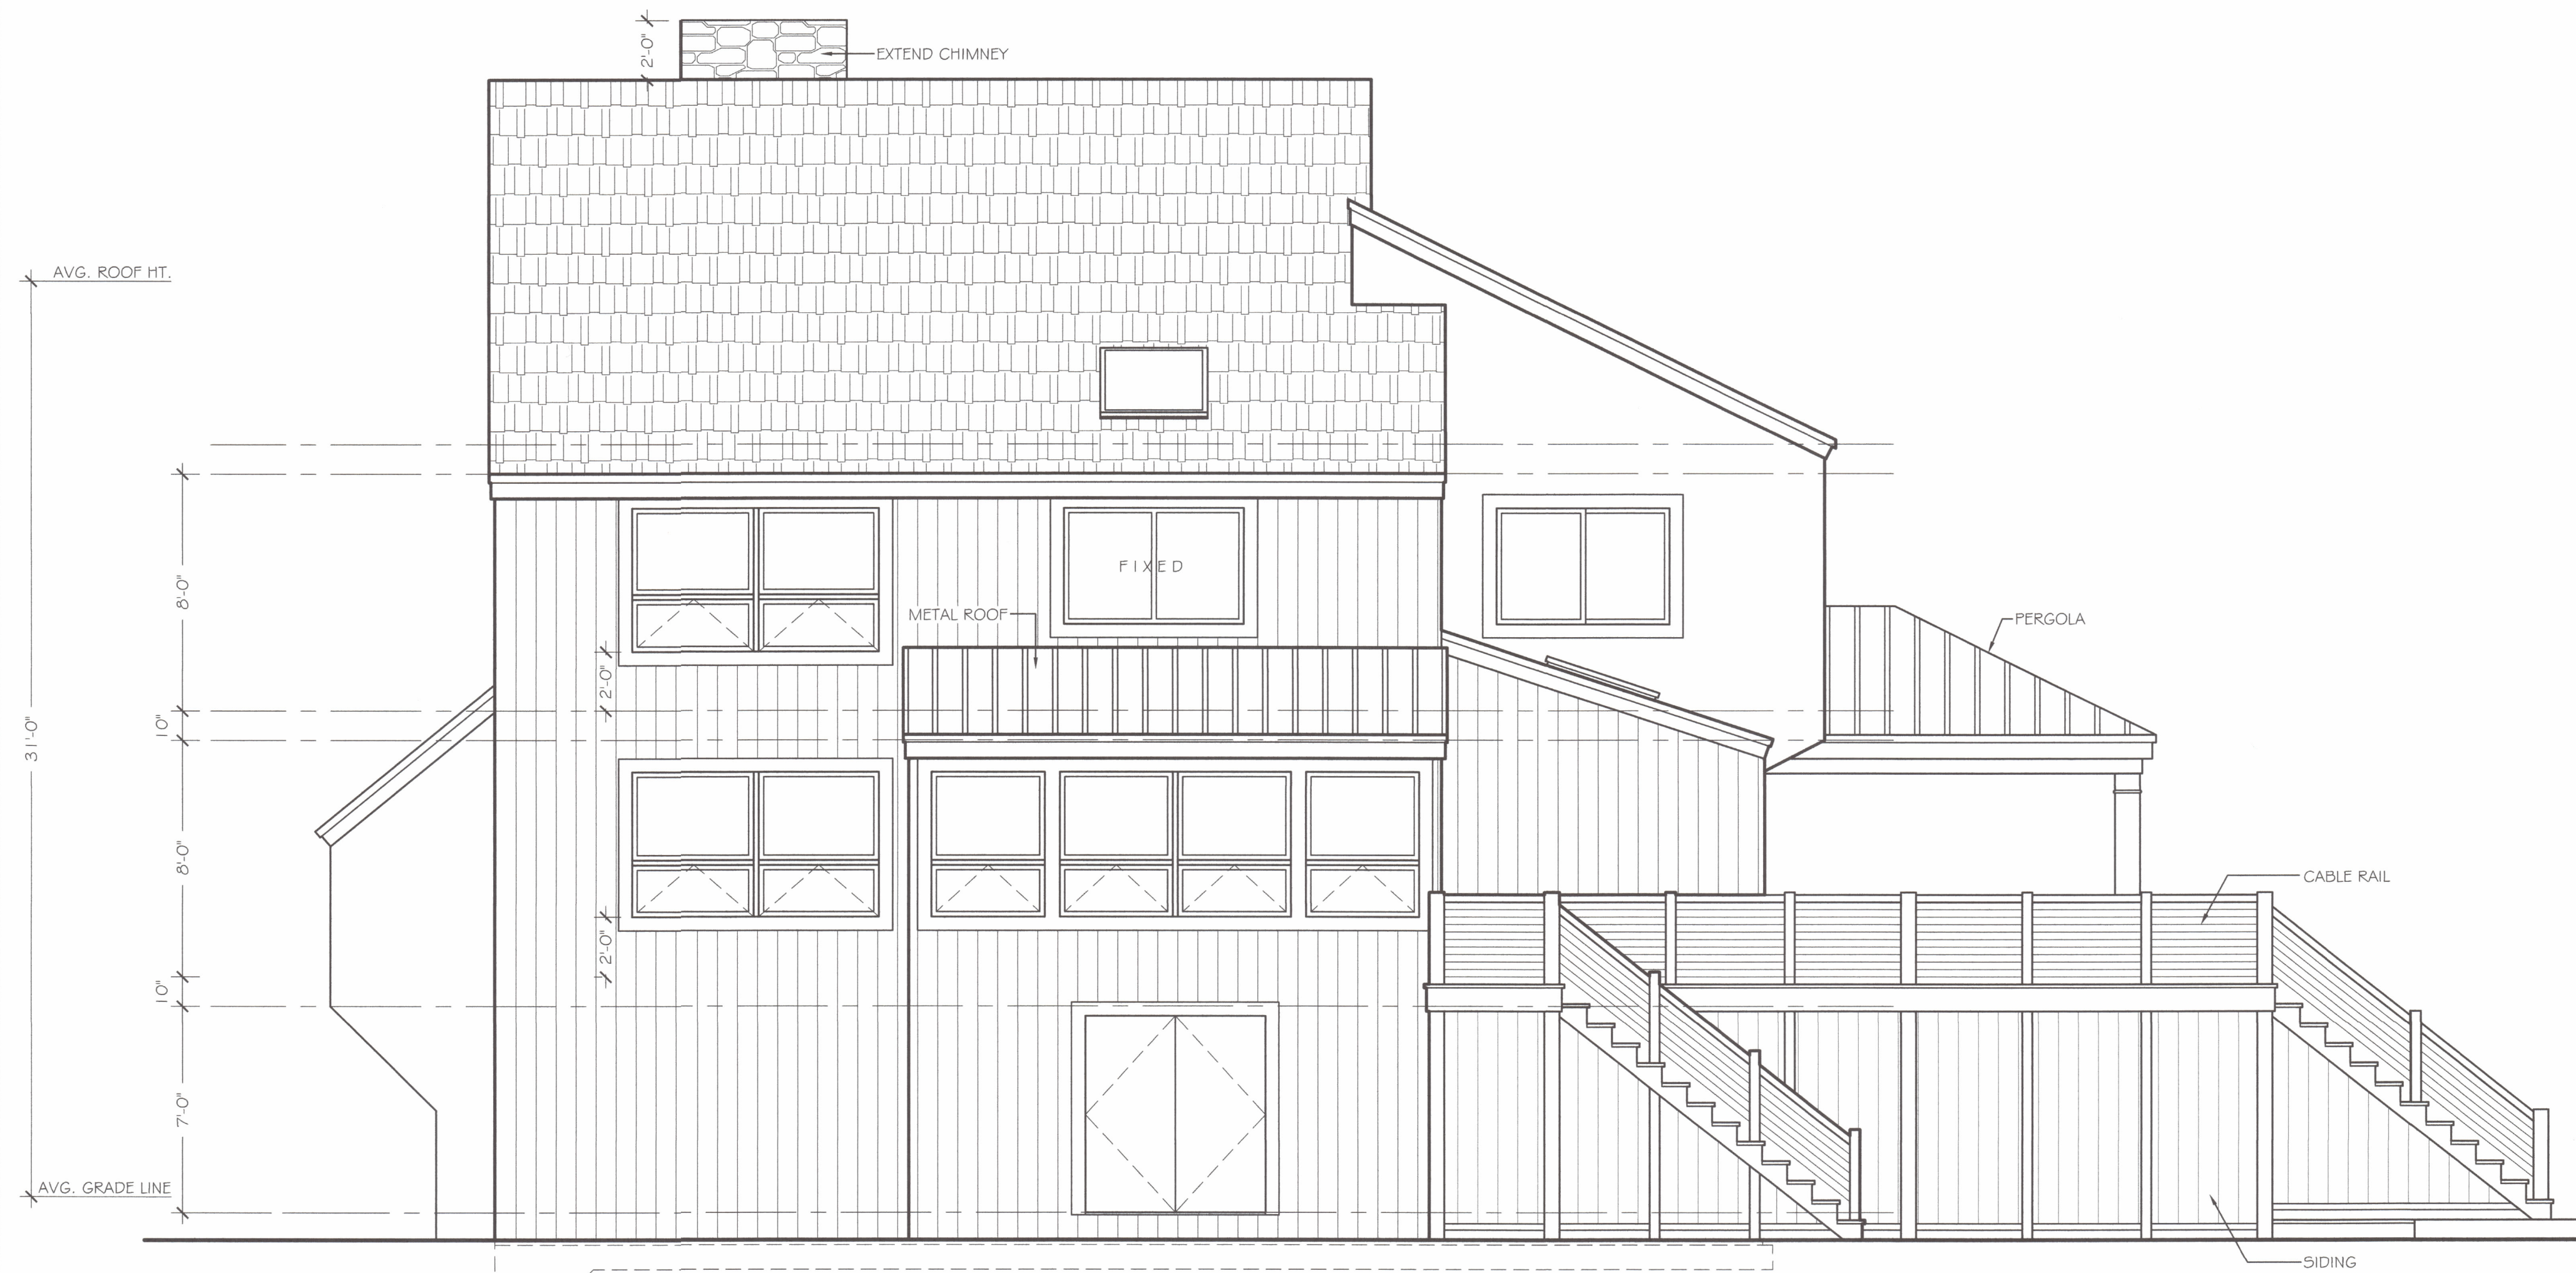 2'-0"
EXTEND CHIMNEY
AVG. ROOF HT.
8'-0"
FIXED
METAL ROOF
PERGOLA
2'-0"
10"
31'-0"
8'-0"
CABLE RAIL
2'-0"
10"
7'-0"
AVG. GRADE LINE
SIDING